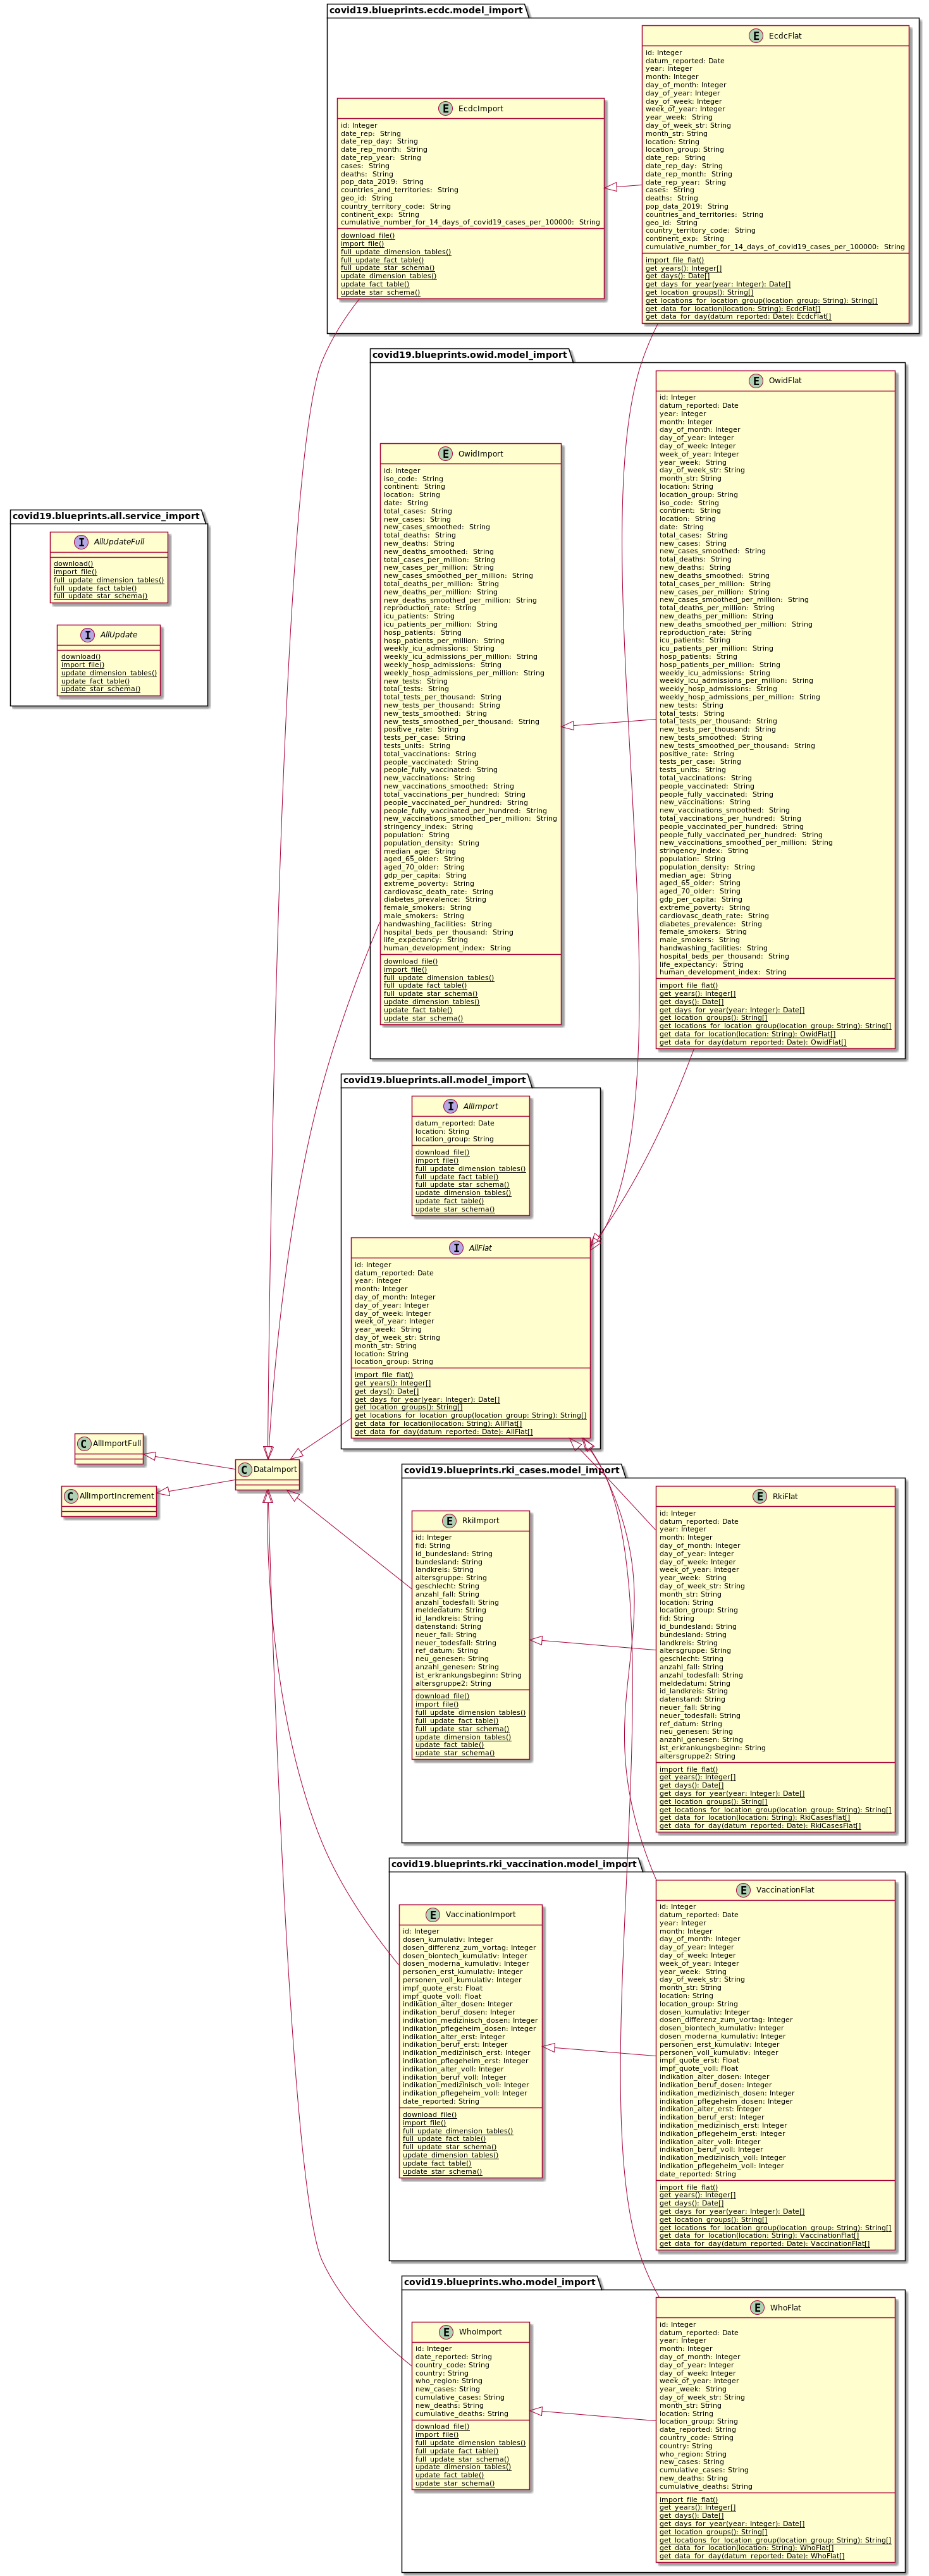 covid19.blueprints.ecdc.model_import
E EcdcFlat
id: Integer
datum_reported: Date
year: Integer
month: Integer
day_of_month: Integer
day_of_year: Integer
day_of_week: Integer
week_of_year: Integer
year_week: String
day_of_week_str: String
month_str: String
location: String
location_group: String
date_rep: String
date_rep_day: String
date_rep_month: String
date_rep_year: String
cases: String
deaths: String
pop_data_2019: String
countries_and_territories: String
geo_id: String
country_territory_code: String
continent_exp: String
cumulative_number_for_14_days_of_covid19_cases_per_100000: String
import_file_flat()
get_years(): Integer[]
get_days(): Date[]
get_days_for_year(year: Integer): Date[]
get_location_groups(): String[]
get_locations_for_location_group(location_group: String): String[]
get_data_for_location(location: String): EcdcFlat[]
get_data_for_day(datum_reported: Date): EcdcFlat[]
E EcdcImport
id: Integer
date_rep: String
date_rep_day: String
date_rep_month: String
date_rep_year: String
cases: String
deaths: String
pop_data_2019: String
countries_and_territories: String
geo_id: String
country_territory_code: String
continent_exp: String
cumulative_number_for_14_days_of_covid19_cases_per_100000: String
download_file()
import_file()
full_update_dimension_tables()
full_update_fact_table()
full_update_star_schema()
update_dimension_tables()
update_fact_table()
update_star_schema()
covid19.blueprints.owid.model_import
E OwidFlat
id: Integer
datum_reported: Date
year: Integer
month: Integer
day_of_month: Integer
day_of_year: Integer
day_of_week: Integer
week_of_year: Integer
year_week: String
day_of_week_str: String
month_str: String
location: String
location_group: String
iso_code: String
continent: String
location: String
date: String
total_cases: String
new_cases: String
new_cases_smoothed: String
total_deaths: String
new_deaths: String
new_deaths_smoothed: String
total_cases_per_million: String
new_cases_per_million: String
new_cases_smoothed_per_million: String
total_deaths_per_million: String
new_deaths_per_million: String
new_deaths_smoothed_per_million: String
reproduction_rate: String
icu_patients: String
icu_patients_per_million: String
hosp_patients: String
hosp_patients_per_million: String
weekly_icu_admissions: String
weekly_icu_admissions_per_million: String
weekly_hosp_admissions: String
weekly_hosp_admissions_per_million: String
new_tests: String
total_tests: String
total_tests_per_thousand: String
new_tests_per_thousand: String
new_tests_smoothed: String
new_tests_smoothed_per_thousand: String
positive_rate: String
tests_per_case: String
tests_units: String
total_vaccinations: String
people_vaccinated: String
people_fully_vaccinated: String
new_vaccinations: String
new_vaccinations_smoothed: String
total_vaccinations_per_hundred: String
people_vaccinated_per_hundred: String
people_fully_vaccinated_per_hundred: String
new_vaccinations_smoothed_per_million: String
stringency_index: String
population: String
population_density: String
median_age: String
aged_65_older: String
aged_70_older: String
gdp_per_capita: String
extreme_poverty: String
cardiovasc_death_rate: String
diabetes_prevalence: String
female_smokers: String
male_smokers: String
handwashing_facilities: String
hospital_beds_per_thousand: String
life_expectancy: String
human_development_index: String
import_file_flat()
get_years(): Integer[]
get_days(): Date[]
get_days_for_year(year: Integer): Date[]
get_location_groups(): String[]
get_locations_for_location_group(location_group: String): String[]
get_data_for_location(location: String): OwidFlat[]
get_data_for_day(datum_reported: Date): OwidFlat[]
E OwidImport
id: Integer
iso_code: String
continent: String
location: String
date: String
total_cases: String
new_cases: String
new_cases_smoothed: String
total_deaths: String
new_deaths: String
new_deaths_smoothed: String
total_cases_per_million: String
new_cases_per_million: String
new_cases_smoothed_per_million: String
total_deaths_per_million: String
new_deaths_per_million: String
new_deaths_smoothed_per_million: String
reproduction_rate: String
icu_patients: String
icu_patients_per_million: String
hosp_patients: String
hosp_patients_per_million: String
weekly_icu_admissions: String
weekly_icu_admissions_per_million: String
weekly_hosp_admissions: String
weekly_hosp_admissions_per_million: String
new_tests: String
total_tests: String
total_tests_per_thousand: String
new_tests_per_thousand: String
new_tests_smoothed: String
new_tests_smoothed_per_thousand: String
positive_rate: String
tests_per_case: String
tests_units: String
total_vaccinations: String
people_vaccinated: String
people_fully_vaccinated: String
new_vaccinations: String
new_vaccinations_smoothed: String
total_vaccinations_per_hundred: String
people_vaccinated_per_hundred: String
people_fully_vaccinated_per_hundred: String
new_vaccinations_smoothed_per_million: String
stringency_index: String
population: String
population_density: String
median_age: String
aged_65_older: String
aged_70_older: String
gdp_per_capita: String
extreme_poverty: String
cardiovasc_death_rate: String
diabetes_prevalence: String
female_smokers: String
male_smokers: String
handwashing_facilities: String
hospital_beds_per_thousand: String
life_expectancy: String
human_development_index: String
download_file()
import_file()
full_update_dimension_tables()
full_update_fact_table()
full_update_star_schema()
update_dimension_tables()
update_fact_table()
update_star_schema()
covid19.blueprints.all.service_import
I AllUpdateFull
download()
import_file()
full_update_dimension_tables()
full_update_fact_table()
full_update_star_schema()
I AllUpdate
download()
import_file()
update_dimension_tables()
update_fact_table()
update_star_schema()
covid19.blueprints.all.model_import
I AllImport
datum_reported: Date
location: String
location_group: String
download_file()
import_file()
full_update_dimension_tables()
full_update_fact_table()
full_update_star_schema()
update_dimension_tables()
update_fact_table()
update_star_schema()
I AllFlat
id: Integer
datum_reported: Date
year: Integer
month: Integer
day_of_month: Integer
day_of_year: Integer
day_of_week: Integer
week_of_year: Integer
year_week: String
day_of_week_str: String
month_str: String
location: String
location_group: String
import_file_flat()
get_years(): Integer[]
get_days(): Date[]
get_days_for_year(year: Integer): Date[]
get_location_groups(): String[]
get_locations_for_location_group(location_group: String): String[]
get_data_for_location(location: String): AllFlat[]
get_data_for_day(datum_reported: Date): AllFlat[]
C AllImportFull
C DataImport
C AllImportIncrement
covid19.blueprints.rki_cases.model_import
E RkiFlat
id: Integer
datum_reported: Date
year: Integer
month: Integer
day_of_month: Integer
day_of_year: Integer
day_of_week: Integer
week_of_year: Integer
year_week: String
day_of_week_str: String
month_str: String
location: String
location_group: String
fid: String
id_bundesland: String
bundesland: String
landkreis: String
altersgruppe: String
geschlecht: String
anzahl_fall: String
anzahl_todesfall: String
meldedatum: String
id_landkreis: String
datenstand: String
neuer_fall: String
neuer_todesfall: String
ref_datum: String
neu_genesen: String
anzahl_genesen: String
ist_erkrankungsbeginn: String
altersgruppe2: String
import_file_flat()
get_years(): Integer[]
get_days(): Date[]
get_days_for_year(year: Integer): Date[]
get_location_groups(): String[]
get_locations_for_location_group(location_group: String): String[]
get_data_for_location(location: String): RkiCasesFlat[]
get_data_for_day(datum_reported: Date): RkiCasesFlat[]
E RkiImport
id: Integer
fid: String
id_bundesland: String
bundesland: String
landkreis: String
altersgruppe: String
geschlecht: String
anzahl_fall: String
anzahl_todesfall: String
meldedatum: String
id_landkreis: String
datenstand: String
neuer_fall: String
neuer_todesfall: String
ref_datum: String
neu_genesen: String
anzahl_genesen: String
ist_erkrankungsbeginn: String
altersgruppe2: String
download_file()
import_file()
full_update_dimension_tables()
full_update_fact_table()
full_update_star_schema()
update_dimension_tables()
update_fact_table()
update_star_schema()
covid19.blueprints.rki_vaccination.model_import
E VaccinationFlat
id: Integer
datum_reported: Date
year: Integer
month: Integer
day_of_month: Integer
day_of_year: Integer
day_of_week: Integer
week_of_year: Integer
year_week: String
day_of_week_str: String
month_str: String
location: String
location_group: String
dosen_kumulativ: Integer
dosen_differenz_zum_vortag: Integer
dosen_biontech_kumulativ: Integer
dosen_moderna_kumulativ: Integer
personen_erst_kumulativ: Integer
personen_voll_kumulativ: Integer
impf_quote_erst: Float
impf_quote_voll: Float
indikation_alter_dosen: Integer
indikation_beruf_dosen: Integer
indikation_medizinisch_dosen: Integer
indikation_pflegeheim_dosen: Integer
indikation_alter_erst: Integer
indikation_beruf_erst: Integer
indikation_medizinisch_erst: Integer
indikation_pflegeheim_erst: Integer
indikation_alter_voll: Integer
indikation_beruf_voll: Integer
indikation_medizinisch_voll: Integer
indikation_pflegeheim_voll: Integer
date_reported: String
import_file_flat()
get_years(): Integer[]
get_days(): Date[]
get_days_for_year(year: Integer): Date[]
get_location_groups(): String[]
get_locations_for_location_group(location_group: String): String[]
get_data_for_location(location: String): VaccinationFlat[]
get_data_for_day(datum_reported: Date): VaccinationFlat[]
E VaccinationImport
id: Integer
dosen_kumulativ: Integer
dosen_differenz_zum_vortag: Integer
dosen_biontech_kumulativ: Integer
dosen_moderna_kumulativ: Integer
personen_erst_kumulativ: Integer
personen_voll_kumulativ: Integer
impf_quote_erst: Float
impf_quote_voll: Float
indikation_alter_dosen: Integer
indikation_beruf_dosen: Integer
indikation_medizinisch_dosen: Integer
indikation_pflegeheim_dosen: Integer
indikation_alter_erst: Integer
indikation_beruf_erst: Integer
indikation_medizinisch_erst: Integer
indikation_pflegeheim_erst: Integer
indikation_alter_voll: Integer
indikation_beruf_voll: Integer
indikation_medizinisch_voll: Integer
indikation_pflegeheim_voll: Integer
date_reported: String
download_file()
import_file()
full_update_dimension_tables()
full_update_fact_table()
full_update_star_schema()
update_dimension_tables()
update_fact_table()
update_star_schema()
covid19.blueprints.who.model_import
E WhoFlat
id: Integer
datum_reported: Date
year: Integer
month: Integer
day_of_month: Integer
day_of_year: Integer
day_of_week: Integer
week_of_year: Integer
year_week: String
day_of_week_str: String
month_str: String
location: String
location_group: String
date_reported: String
country_code: String
country: String
who_region: String
new_cases: String
cumulative_cases: String
new_deaths: String
cumulative_deaths: String
import_file_flat()
get_years(): Integer[]
get_days(): Date[]
get_days_for_year(year: Integer): Date[]
get_location_groups(): String[]
get_locations_for_location_group(location_group: String): String[]
get_data_for_location(location: String): WhoFlat[]
get_data_for_day(datum_reported: Date): WhoFlat[]
E WhoImport
id: Integer
date_reported: String
country_code: String
country: String
who_region: String
new_cases: String
cumulative_cases: String
new_deaths: String
cumulative_deaths: String
download_file()
import_file()
full_update_dimension_tables()
full_update_fact_table()
full_update_star_schema()
update_dimension_tables()
update_fact_table()
update_star_schema()